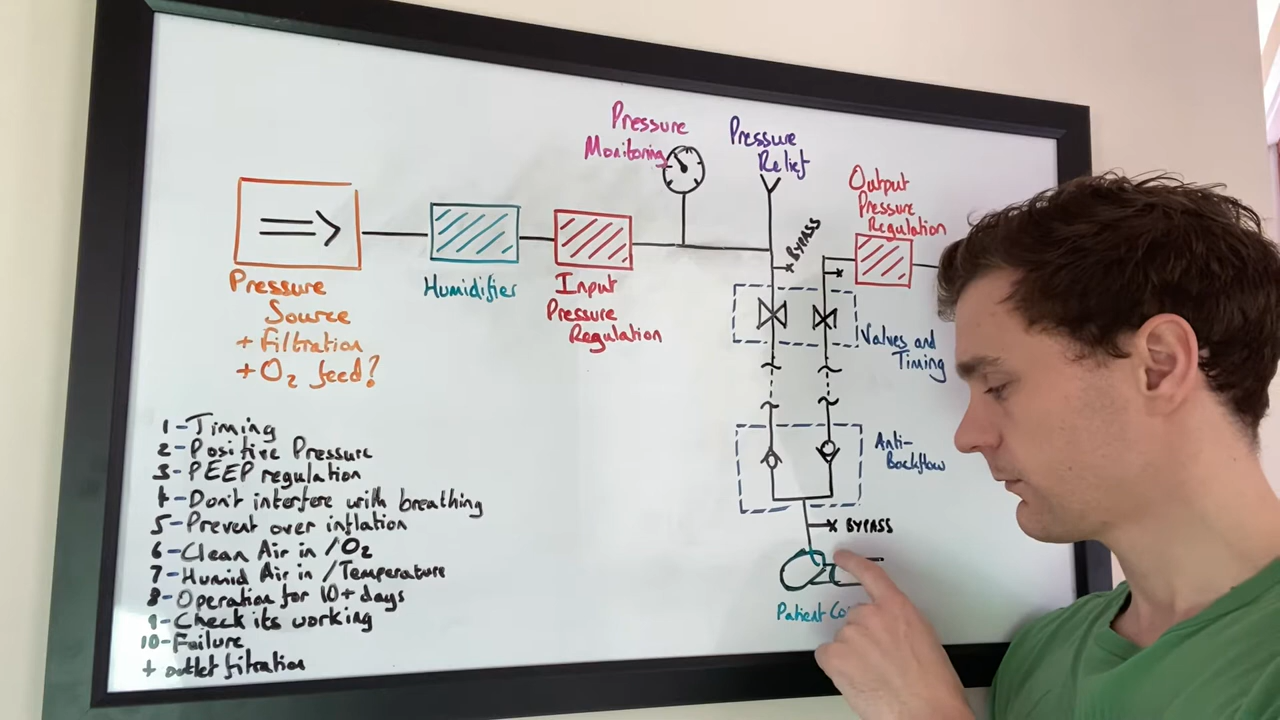 Pressure
Monitoring
Pressure
Relief
Output
Pressure
Regulation
BYPASS
Pressure
Source
+ filtration
+ O₂ feed?
Humidifier
Input
Pressure
Regulation
Valves and
Timing
Anti-
Backflow
BYPASS
Patient
1-Timing
2-Positive Pressure
3-PEEP regulation
4-Don't interfere with breathing
5-Prevent over inflation
6-Clean Air in /O₂
7-Humid Air in /Temperature
8-Operation for 10+ days
9-Check its working
10-Failure
+ outlet filtration